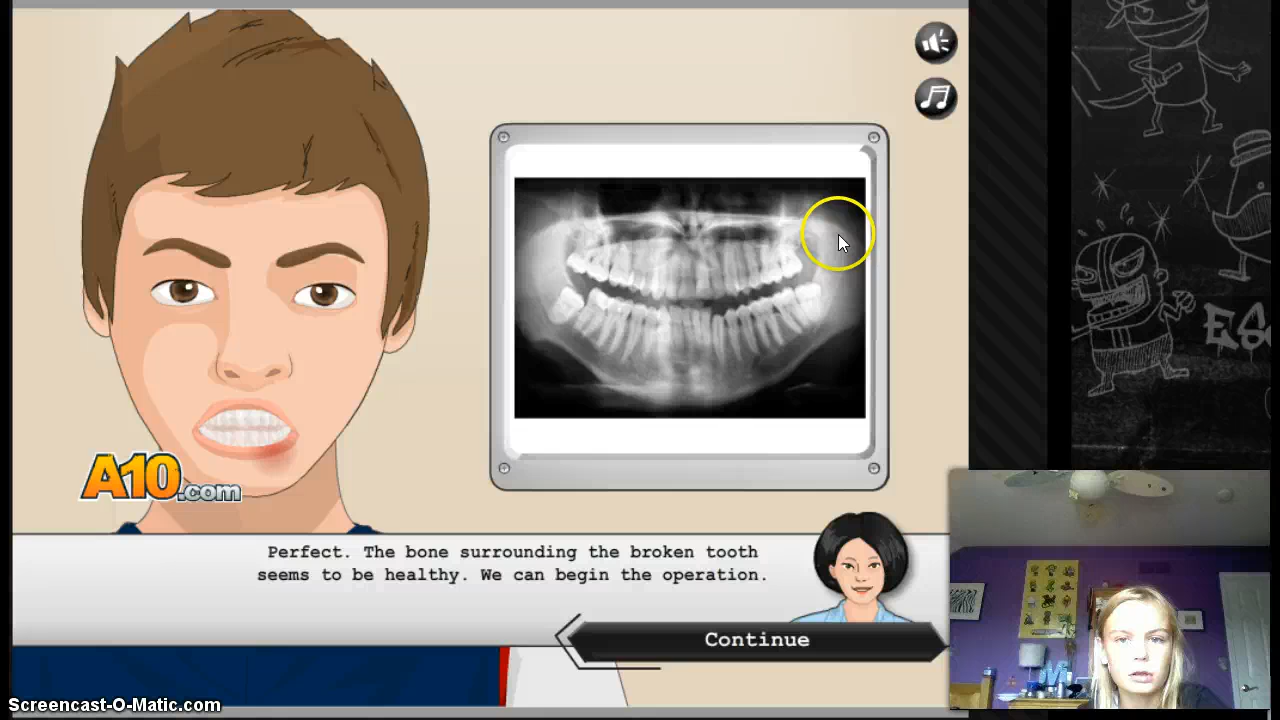 ES
A10.com
Perfect. The bone surrounding the broken tooth
seems to be healthy. We can begin the operation.
Continue
M
Screencast-O-Matic.com